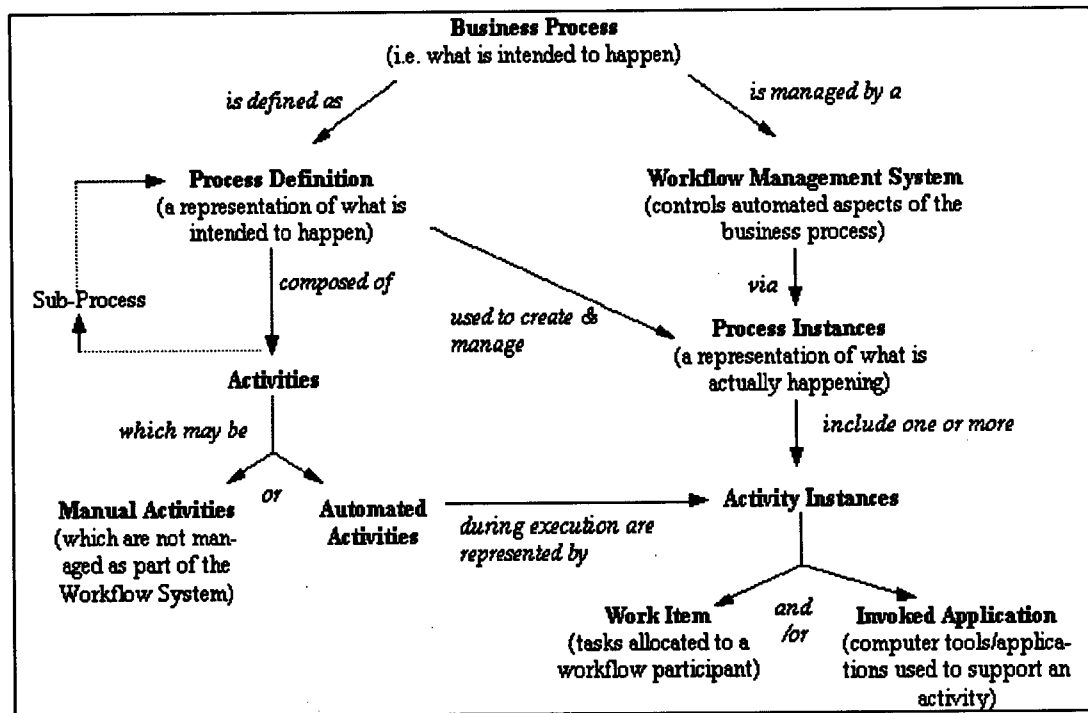 Business Process
(i.e. what is intended to happen)
is defined as
is managed by a
Process Definition
(a representation of what is
intended to happen)
Workflow Management System
(controls automated aspects of the
business process)
composed of
via
Sub-Process
used to create &
manage
Process Instances
(a representation of what is
actually happening)
Activities
which may be
include one or more
or
Manual Activities
(which are not man-
aged as part of the
Workflow System)
Automated
Activities
during execution are
represented by
Activity Instances
Work Item
(tasks allocated to a
workflow participant)
and
/or
Invoked Application
(computer tools/applica-
tions used to support an
activity)